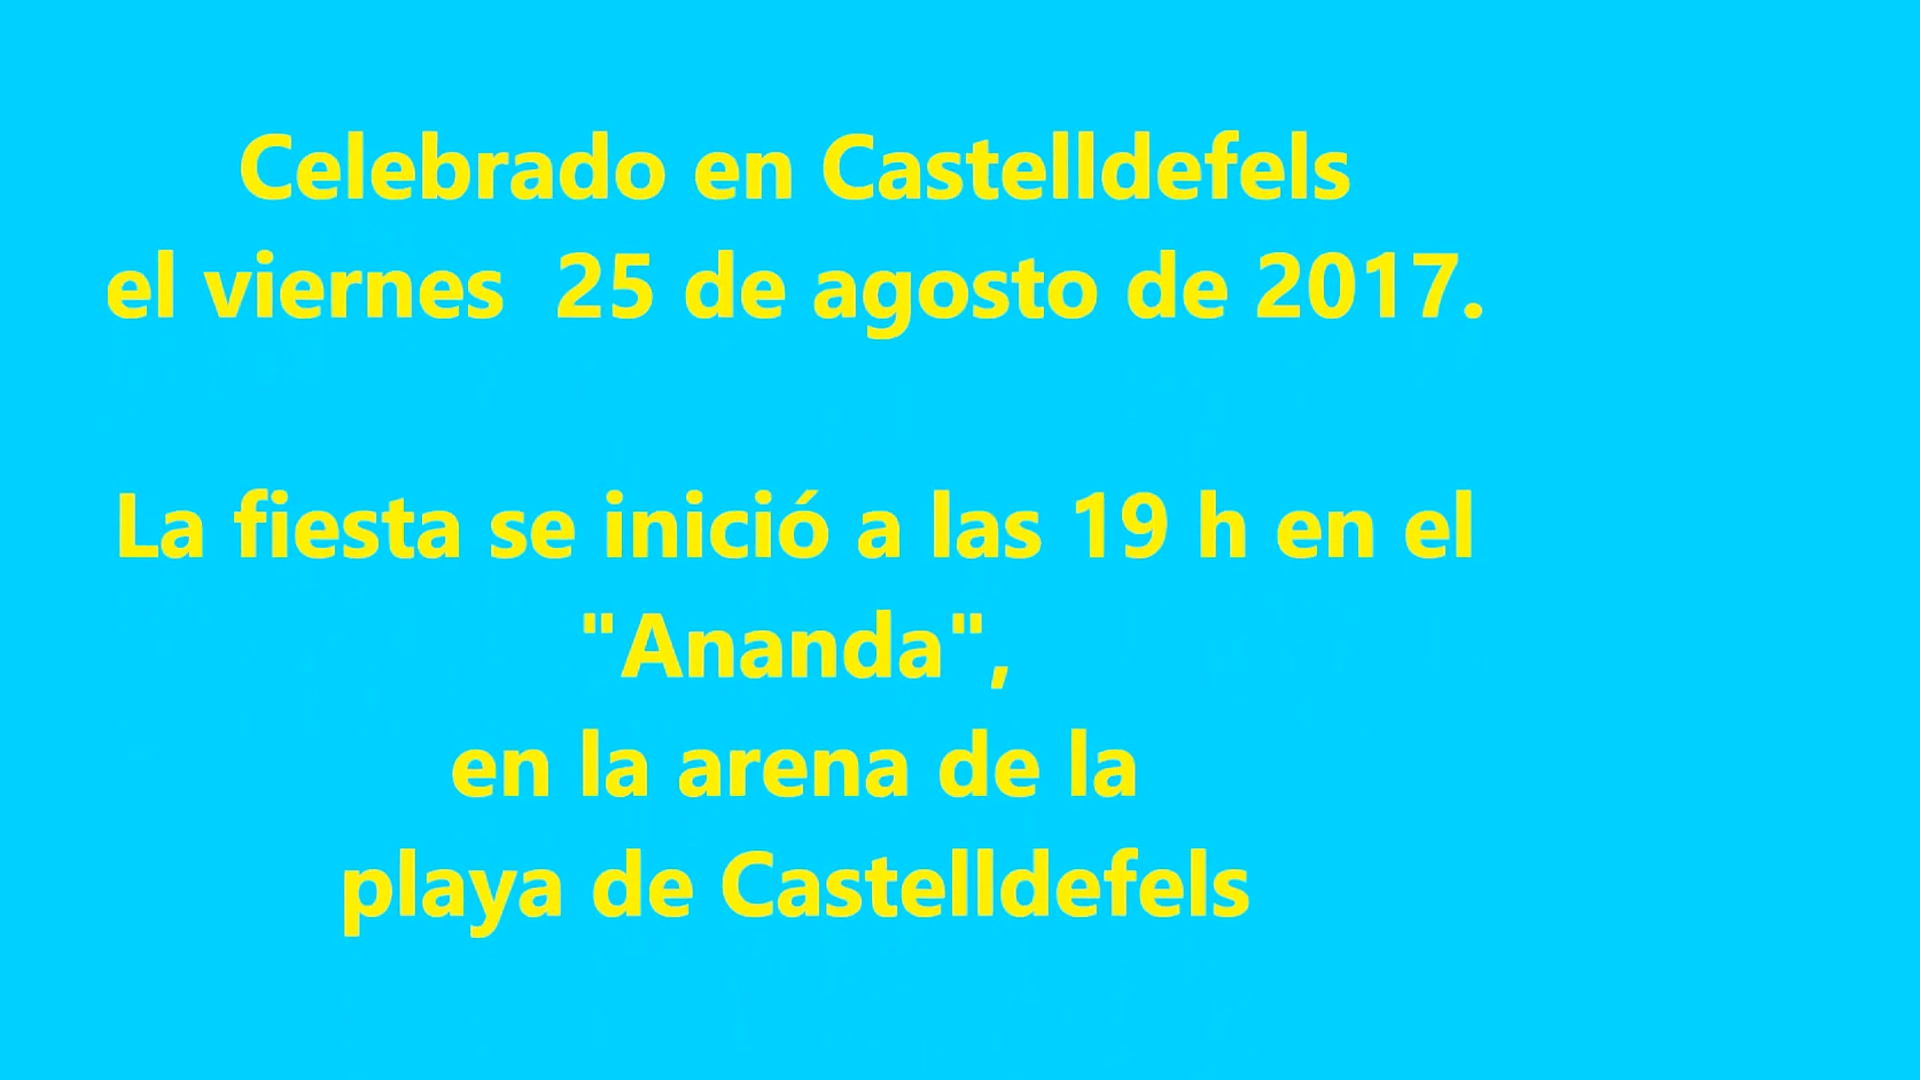 Celebrado en Castelldefels
el viernes  25 de agosto de 2017.
La fiesta se inició a las 19 h en el
"Ananda",
en la arena de la
playa de Castelldefels